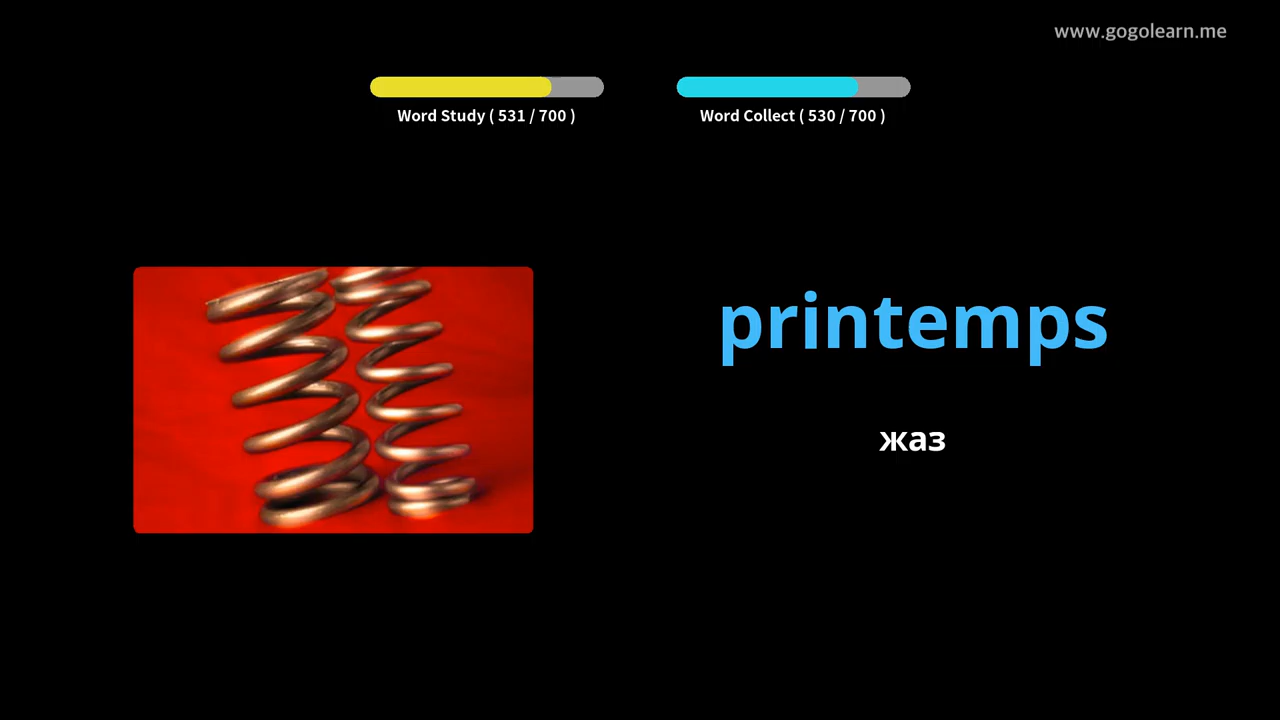 www.gogolearn.me
Word Study ( 531 / 700 )
Word Collect ( 530 / 700 )
printemps
жаз